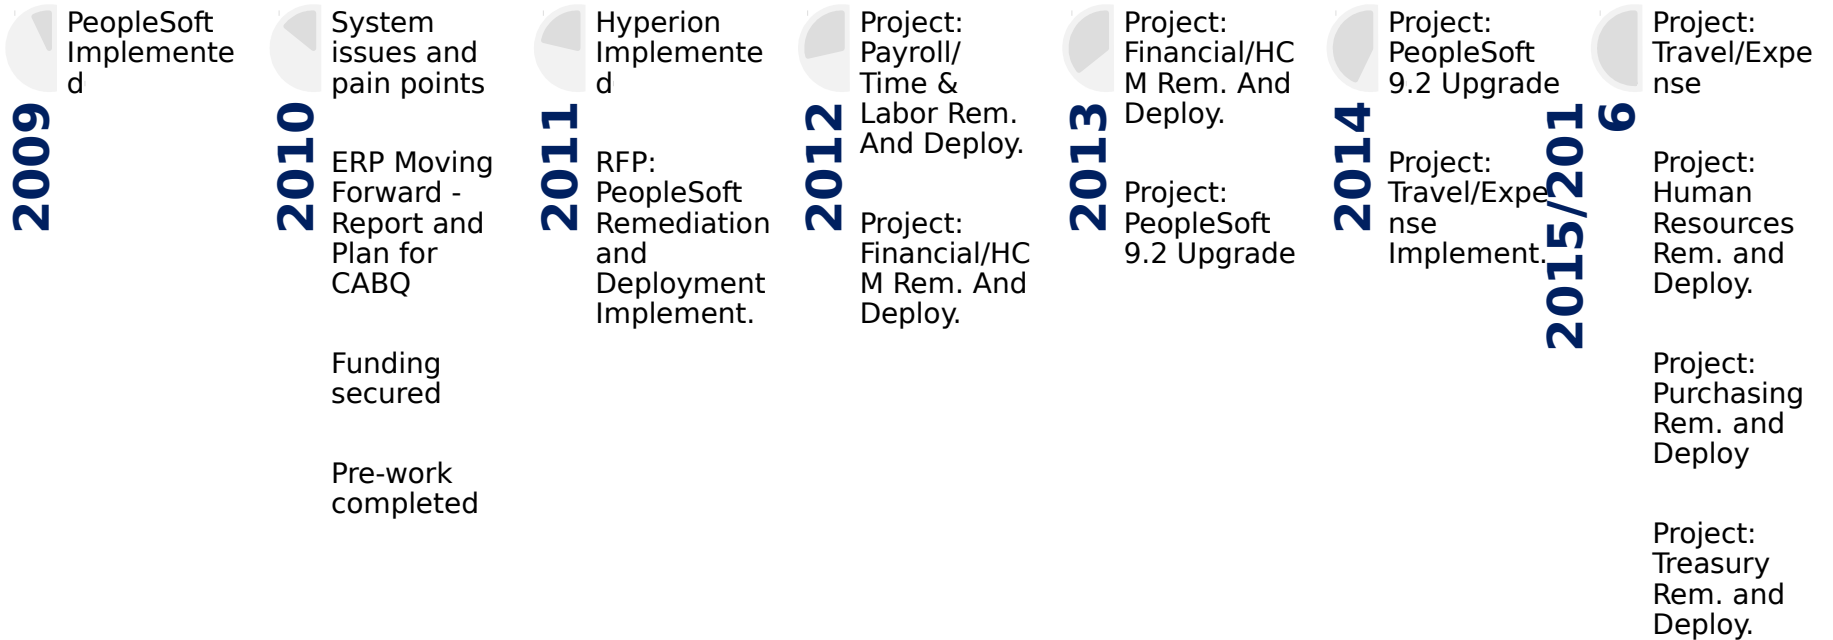 2009
PeopleSoft
Implemente
d
2010
System
issues and
pain points
ERP Moving
Forward -
Report and
Plan for
CABQ
Funding
secured
Pre-work
completed
2011
Hyperion
Implemente
d
RFP:
PeopleSoft
Remediation
and
Deployment
Implement.
2012
Project:
Payroll/
Time &
Labor Rem.
And Deploy.
Project:
Financial/HC
M Rem. And
Deploy.
2013
Project:
Financial/HC
M Rem. And
Deploy.
Project:
PeopleSoft
9.2 Upgrade
2014
Project:
PeopleSoft
9.2 Upgrade
Project:
Travel/Expe
nse
Implement.
2015/201
6
Project:
Travel/Expe
nse
Project:
Human
Resources
Rem. and
Deploy.
Project:
Purchasing
Rem. and
Deploy
Project:
Treasury
Rem. and
Deploy.